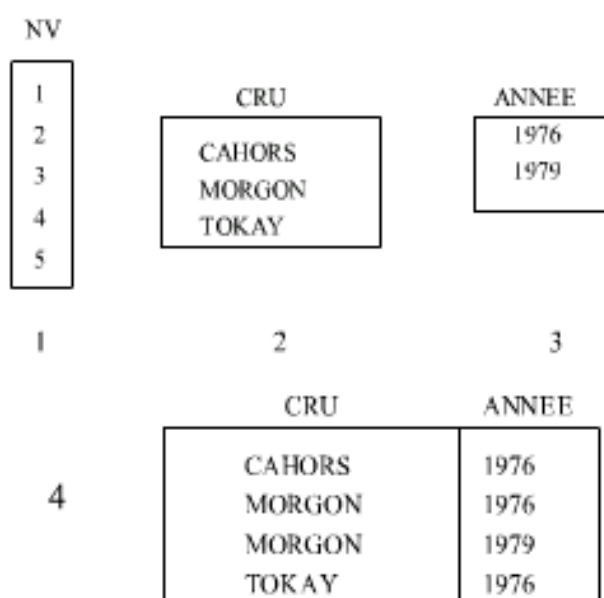 NV
1
2
3
4
5
CRU
CAHORS
MORGON
TOKAY
ANNEE
1976
1979
1
2
3
4
CRU ANNEE
CAHORS 1976
MORGON 1976
MORGON 1979
TOKAY 1976